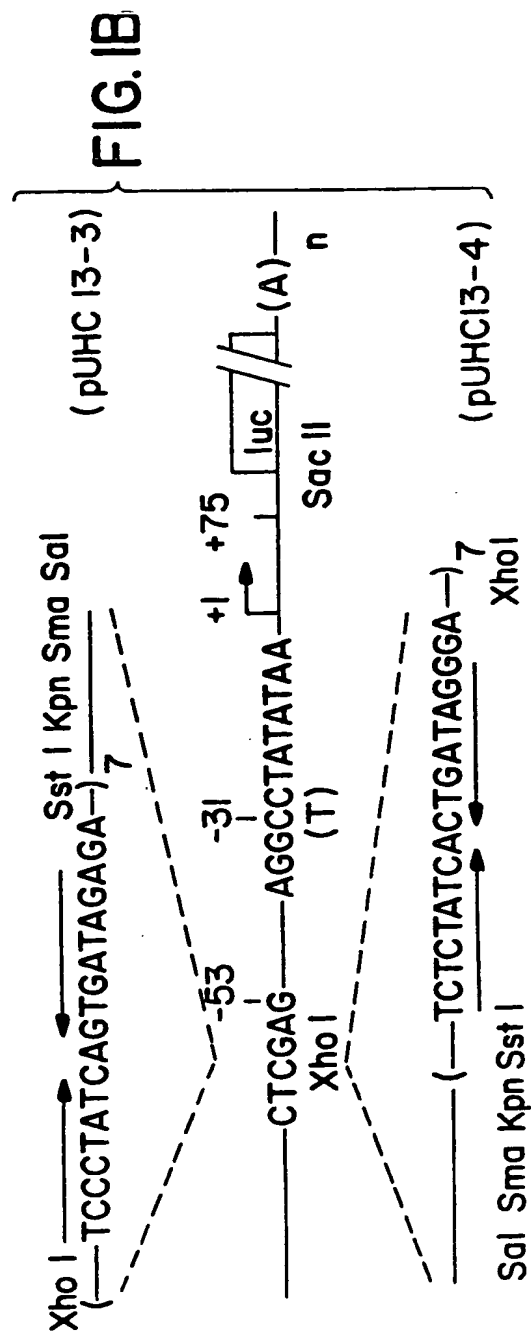 FIG. 1B
(pUHC 13-3)
Xho I
Sst I Kpn Sma Sal
(—TCCCTATCAGTGATAGAGA—)7
-53
-31
+1
+75
CTCGAG
AGGCCTATATAA
luc
(A)
n
Xho I
(T)
Sac II
(pUHC13-4)
(—TCTCTATCACTGATAGGGA—)7
Sal Sma Kpn Sst I
Xho I